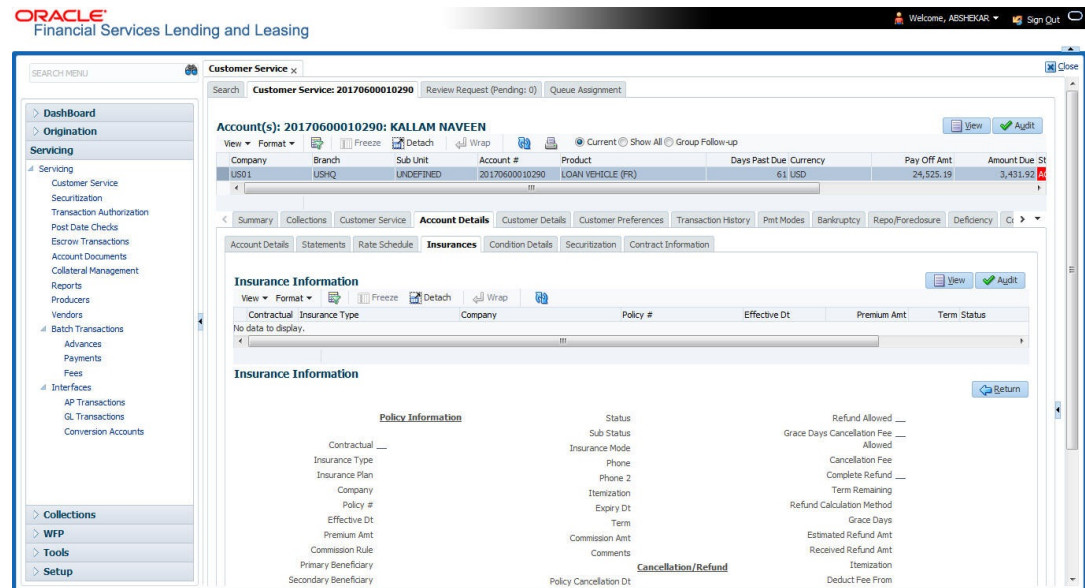 ORACLE®
Financial Services Lending and Leasing
Welcome, ABSHEKAR
Sign Out
SEARCH MENU
Customer Service x
Close
Search Customer Service: 20170600010290 Review Request (Pending: 0) Queue Assignment
DashBoard
Origination
Servicing
Servicing
Customer Service
Securitization
Transaction Authorization
Post Date Checks
Escrow Transactions
Account Documents
Collateral Management
Reports
Producers
Vendors
Batch Transactions
Advances
Payments
Fees
Interfaces
AP Transactions
GL Transactions
Conversion Accounts
Collections
WFP
Tools
Setup
Account(s): 20170600010290: KALLAM NAVEEN
View Audit
View Format Freeze Detach Wrap Current Show All Group Follow-up
Company Branch Sub Unit Account # Product Days Past Due Currency Pay Off Amt Amount Due St
US01 USHQ UNDEFINED 20170600010290 LOAN VEHICLE (FR) 61 USD 24,525.19 3,431.92 AC
Summary Collections Customer Service Account Details Customer Details Customer Preferences Transaction History Pmt Modes Bankruptcy Repo/Foreclosure Deficiency
Account Details Statements Rate Schedule Insurances Condition Details Securitization Contract Information
Insurance Information
View Audit
View Format Freeze Detach Wrap
Contractual Insurance Type Company Policy # Effective Dt Premium Amt Term Status
No data to display.
Insurance Information
Return
Policy Information
Contractual __
Insurance Type
Insurance Plan
Company
Policy #
Effective Dt
Premium Amt
Commission Rule
Primary Beneficiary
Secondary Beneficiary
Status
Sub Status
Insurance Mode
Phone
Phone 2
Itemization
Expiry Dt
Term
Commission Amt
Comments
Cancellation/Refund
Policy Cancellation Dt
Refund Allowed __
Grace Days Cancellation Fee __
Allowed
Cancellation Fee
Complete Refund __
Term Remaining
Refund Calculation Method
Grace Days
Estimated Refund Amt
Received Refund Amt
Itemization
Deduct Fee From